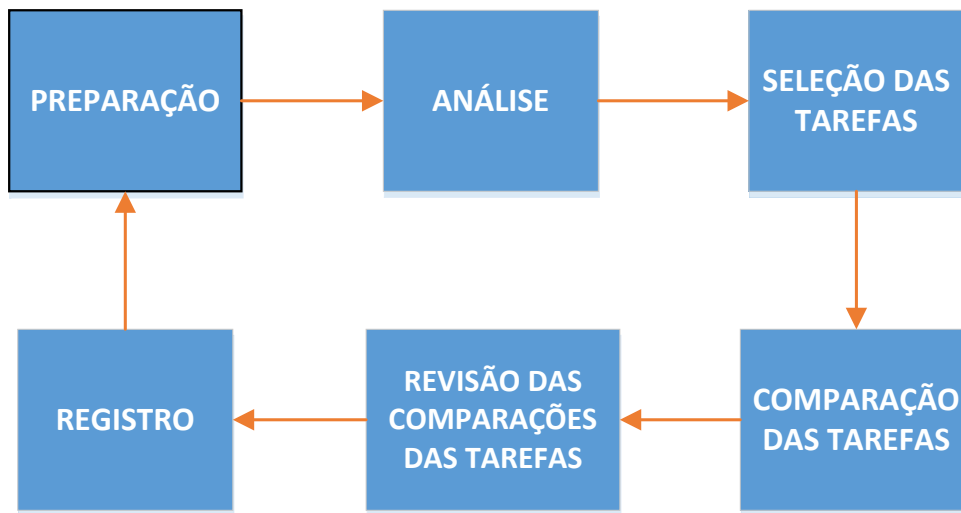 PREPARAÇÃO
ANÁLISE
SELEÇÃO DAS
TAREFAS
COMPARAÇÃO
DAS TAREFAS
REVISÃO DAS
COMPARAÇÕES
DAS TAREFAS
REGISTRO